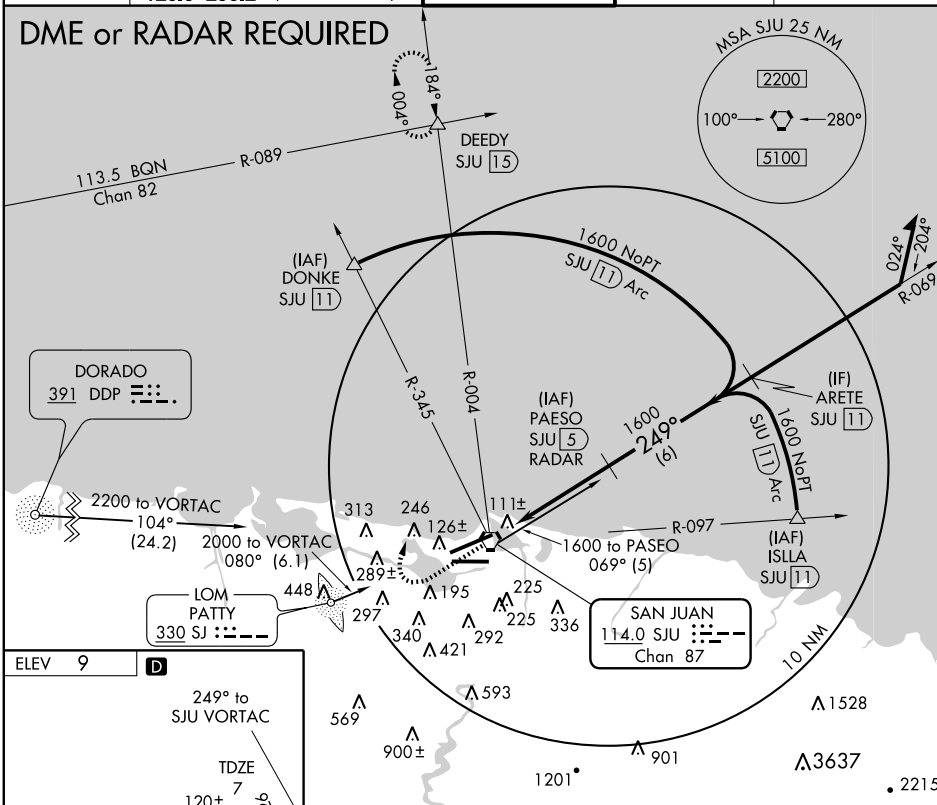 DME or RADAR REQUIRED
MSA SJU 25 NM
2200
100°
280°
5100
184°
004°
DEEDY
SJU 15
113.5 BQN
Chan 82
R-089
(IAF)
DONKE
SJU 11
1600 NoPT
SJU 11 Arc
024°
204°
R-069
DORADO
391 DDP
R-345
R-004
(IAF)
PAESO
SJU 5
RADAR
1600
249°
(6)
(IF)
ARETE
SJU 11
1600 NoPT
SJU 11 Arc
2200 to VORTAC
104°
(24.2)
2000 to VORTAC
080° (6.1)
313
246
126±
111±
R-097
1600 to PASEO
069° (5)
(IAF)
ISLLA
SJU 11
289±
448
297
195
225
225
336
340
292
421
LOM
PATTY
330 SJ
SAN JUAN
114.0 SJU
Chan 87
10 NM
593
569
900±
901
1528
3637
1201
2215
ELEV 9
D
249° to
SJU VORTAC
TDZE
7
120±